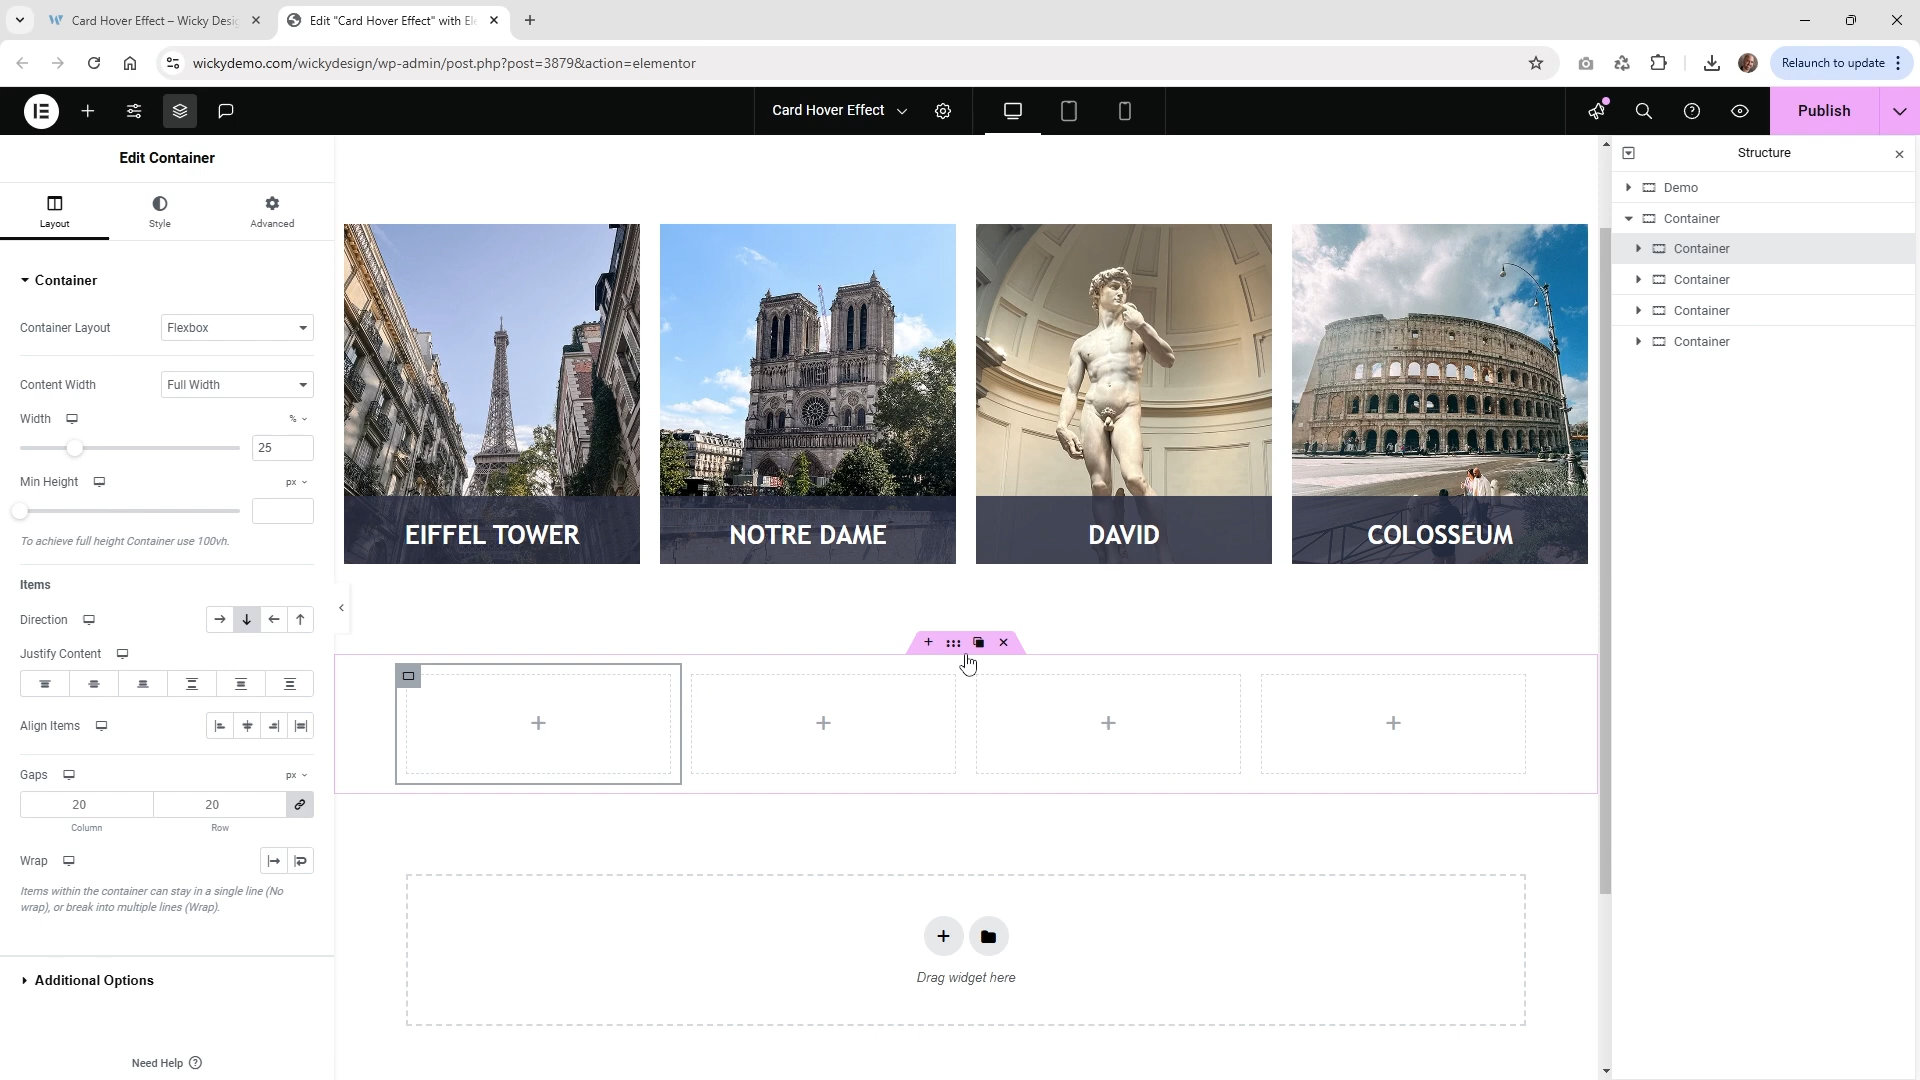 Card Hover Effect – Wicky Desi
Edit "Card Hover Effect" with Ele
wickydemo.com/wickydesign/wp-admin/post.php?post=3879&action=elementor
Relaunch to update
Card Hover Effect
Publish
Edit Container
Layout
Style
Advanced
Container
Container Layout
Flexbox
Content Width
Full Width
Width
%
25
Min Height
px
To achieve full height Container use 100vh.
Items
Direction
Justify Content
Align Items
Gaps
px
20
20
Column
Row
Wrap
Items within the container can stay in a single line (No
wrap), or break into multiple lines (Wrap).
Additional Options
Need Help
EIFFEL TOWER
NOTRE DAME
DAVID
COLOSSEUM
Drag widget here
Structure
Demo
Container
Container
Container
Container
Container